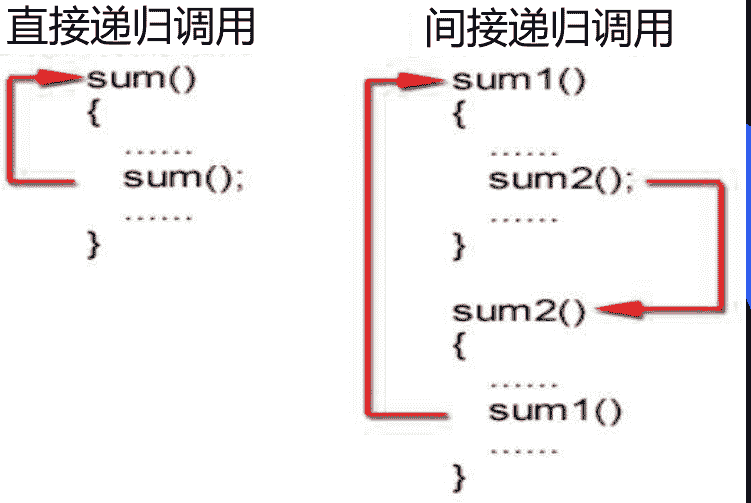 直接递归调用
sum()
{
......
sum();
......
}
间接递归调用
sum1()
{
......
sum2();
......
}
sum2()
{
......
sum1()
......
}